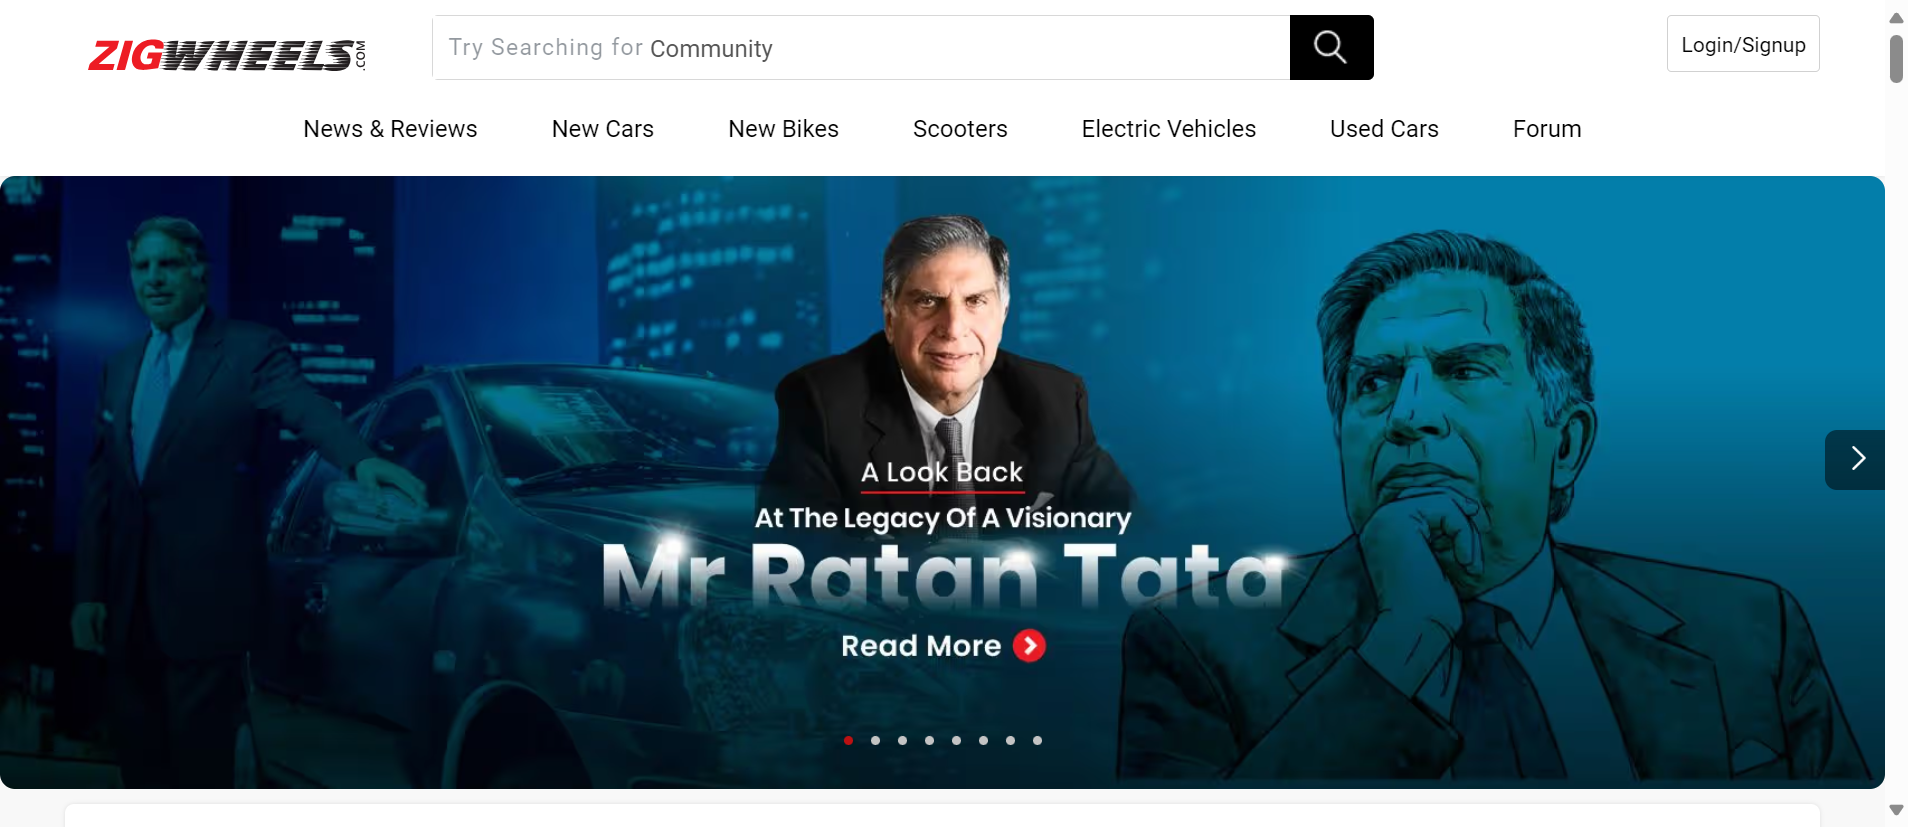 ZIGWHEELS.COM
Try Searching for Community
Login/Signup
News & Reviews
New Cars
New Bikes
Scooters
Electric Vehicles
Used Cars
Forum
A Look Back
At The Legacy Of A Visionary
Mr Ratan Tata
Read More